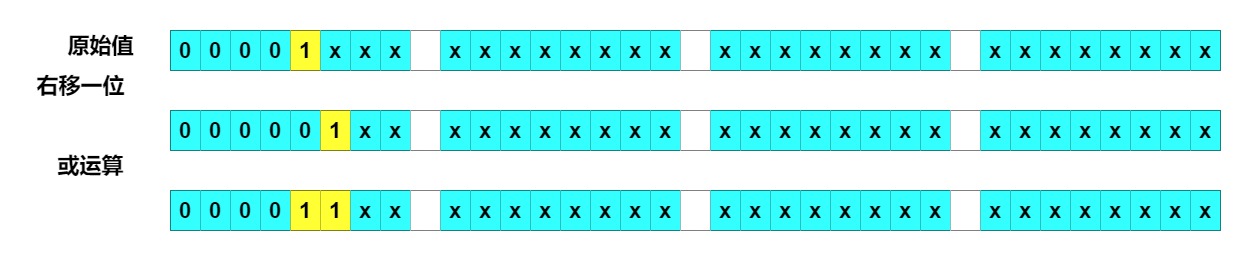 原始值 0 0 0 0 1 x x x x x x x x x x x x x x x x x x x x x x x x x x x
右移一位
0 0 0 0 0 1 x x x x x x x x x x x x x x x x x x x x x x x x x x
或运算
0 0 0 0 1 1 x x x x x x x x x x x x x x x x x x x x x x x x x x